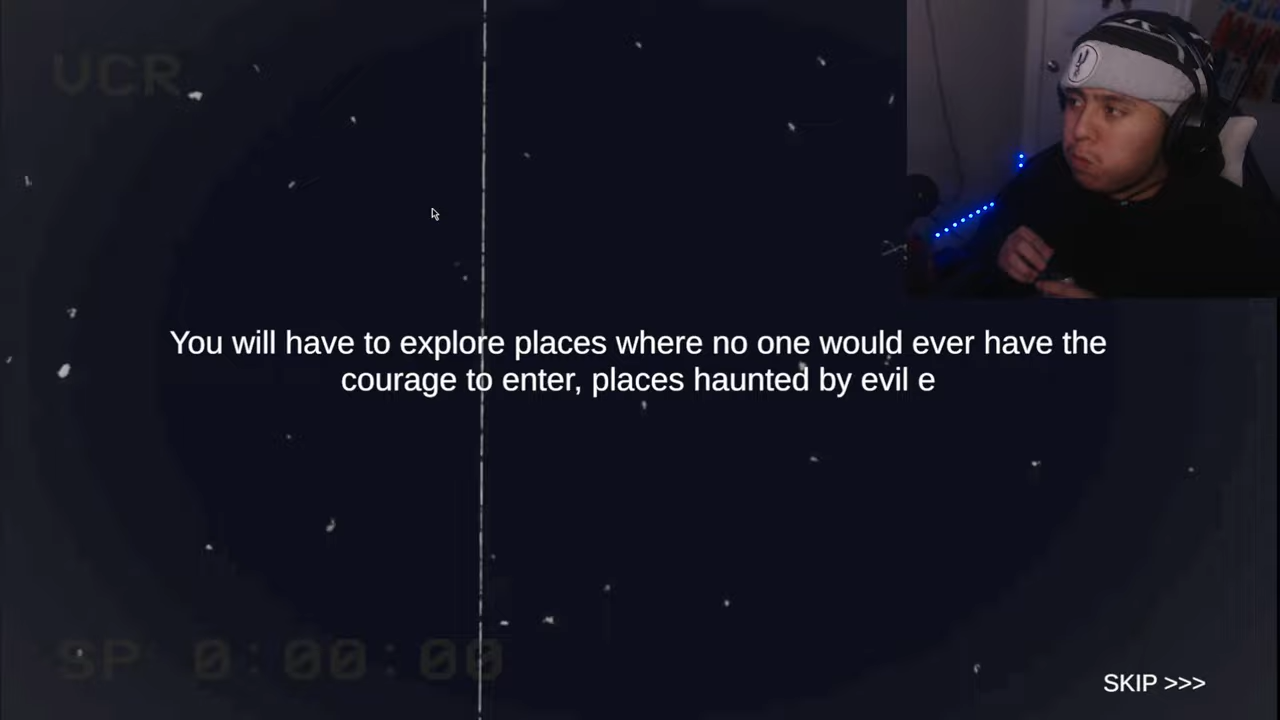 VCR
You will have to explore places where no one would ever have the
courage to enter, places haunted by evil e
SP 0:00:00
SKIP >>>